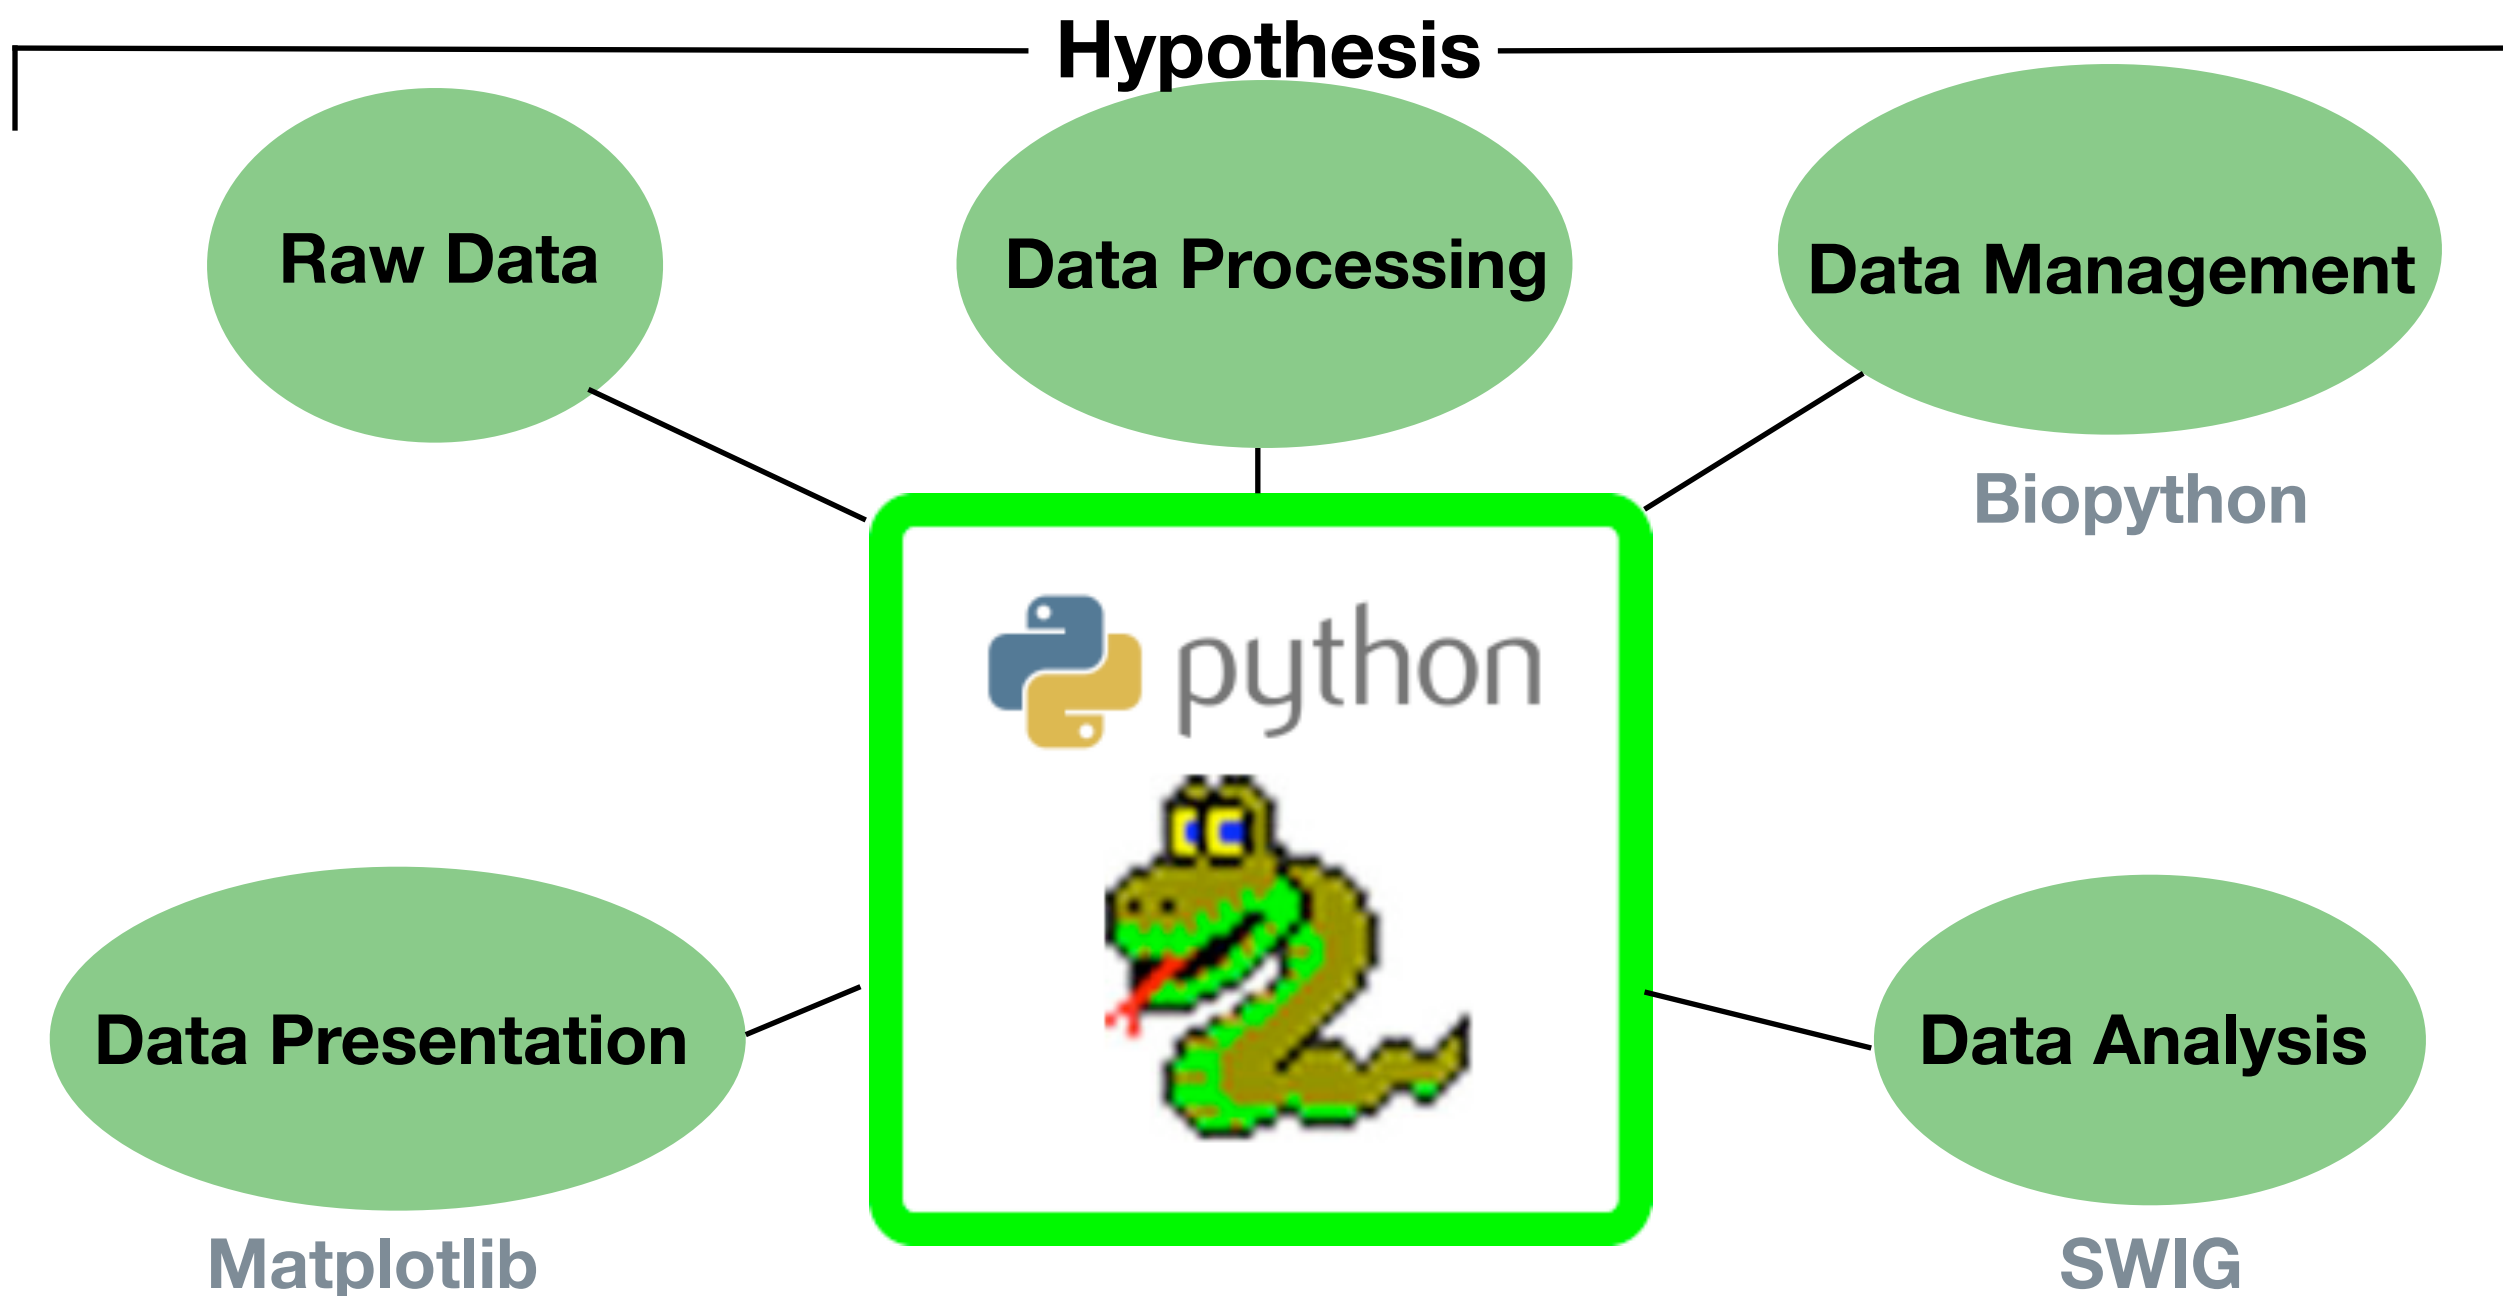 Hypothesis
Raw Data
Data Processing
Data Management
Biopython
python
Data Presentation
Data Analysis
Matplotlib
SWIG